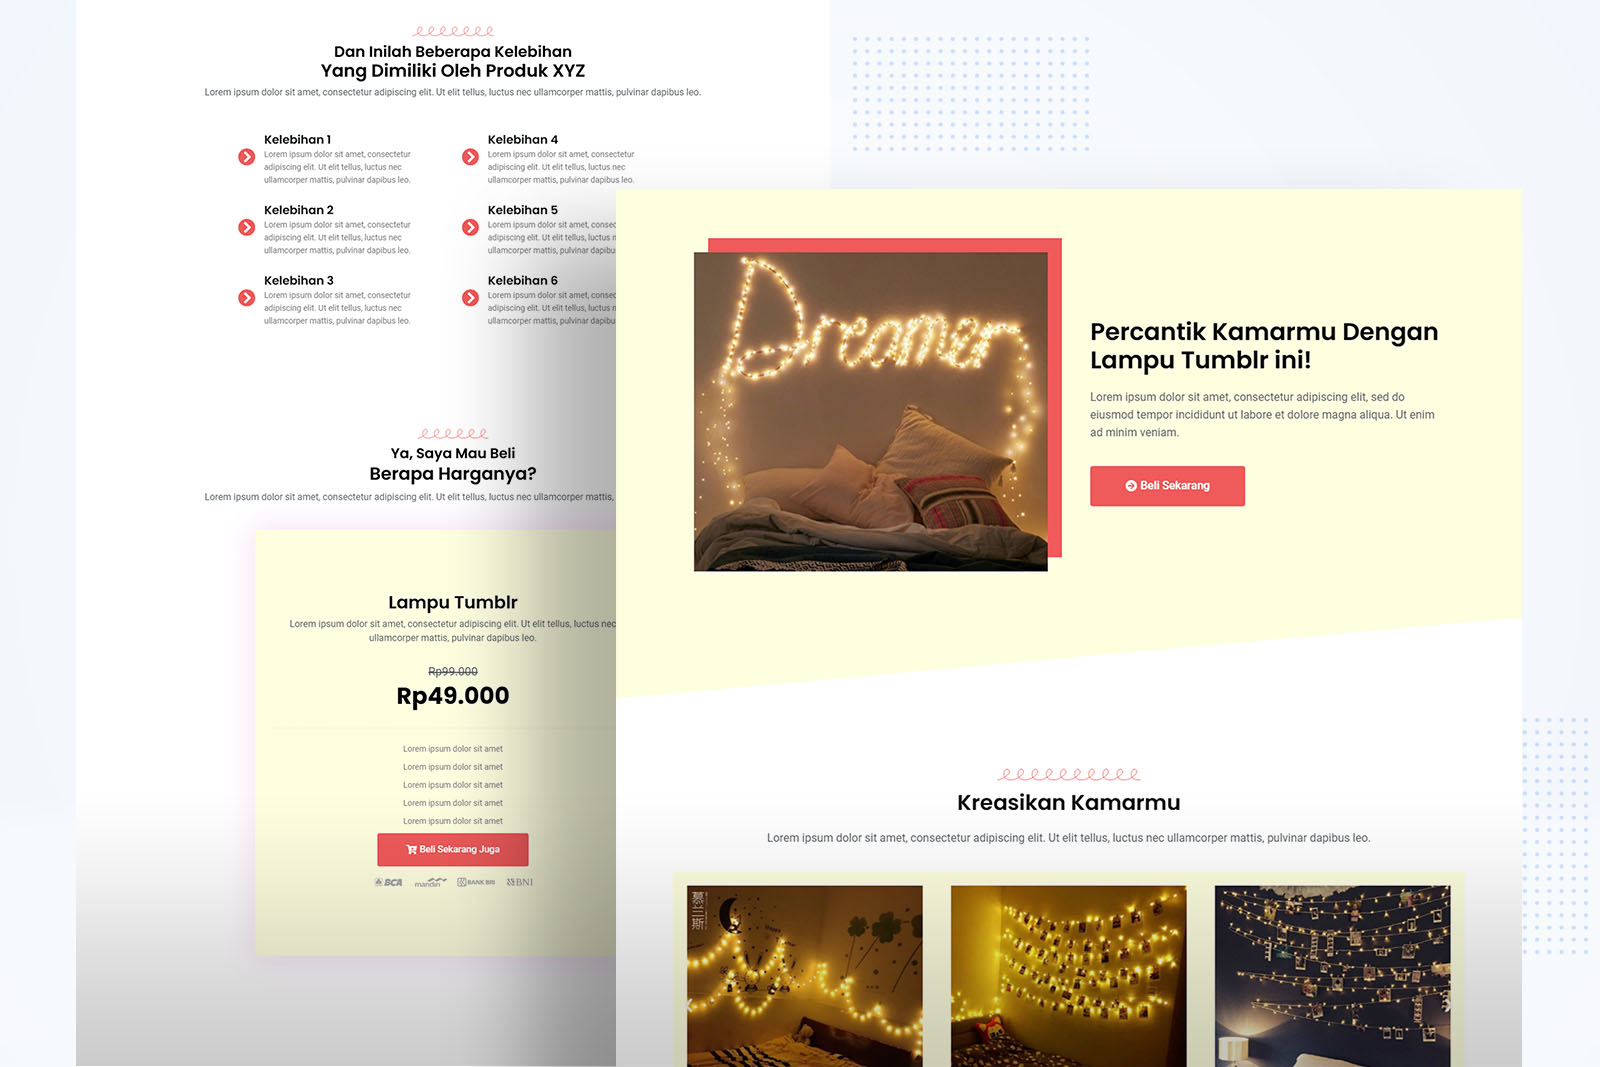 Dan Inilah Beberapa Kelebihan
Yang Dimiliki Oleh Produk XYZ
Lorem ipsum dolor sit amet, consectetur adipiscing elit. Ut elit tellus, luctus nec ullamcorper mattis, pulvinar dapibus leo.
Kelebihan 1
Lorem ipsum dolor sit amet, consectetur
adipiscing elit. Ut elit tellus, luctus nec
ullamcorper mattis, pulvinar dapibus leo.
Kelebihan 2
Lorem ipsum dolor sit amet, consectetur
adipiscing elit. Ut elit tellus, luctus nec
ullamcorper mattis, pulvinar dapibus leo.
Kelebihan 3
Lorem ipsum dolor sit amet, consectetur
adipiscing elit. Ut elit tellus, luctus nec
ullamcorper mattis, pulvinar dapibus leo.
Kelebihan 4
Lorem ipsum dolor sit amet, consectetur
adipiscing elit. Ut elit tellus, luctus nec
ullamcorper mattis, pulvinar dapibus leo.
Kelebihan 5
Lorem ipsum dolor sit amet, consec
adipiscing elit. Ut elit tellus, luctus n
ullamcorper mattis, pulvinar dapibu
Kelebihan 6
Lorem ipsum dolor sit amet, consec
adipiscing elit. Ut elit tellus, luctus n
ullamcorper mattis, pulvinar dapibu
Ya, Saya Mau Beli
Berapa Harganya?
Lorem ipsum dolor sit amet, consectetur adipiscing elit. Ut elit tellus, luctus nec ullamcorper mattis,
Lampu Tumblr
Lorem ipsum dolor sit amet, consectetur adipiscing elit. Ut elit tellus, luctus nec
ullamcorper mattis, pulvinar dapibus leo.
Rp99.000
Rp49.000
Lorem ipsum dolor sit amet
Lorem ipsum dolor sit amet
Lorem ipsum dolor sit amet
Lorem ipsum dolor sit amet
Lorem ipsum dolor sit amet
Beli Sekarang Juga
BCA mandiri BANK BRI BNI
Dreamer
Percantik Kamarmu Dengan
Lampu Tumblr ini!
Lorem ipsum dolor sit amet, consectetur adipiscing elit, sed do
eiusmod tempor incididunt ut labore et dolore magna aliqua. Ut enim
ad minim veniam.
Beli Sekarang
Kreasikan Kamarmu
Lorem ipsum dolor sit amet, consectetur adipiscing elit. Ut elit tellus, luctus nec ullamcorper mattis, pulvinar dapibus leo.
慕上三斯